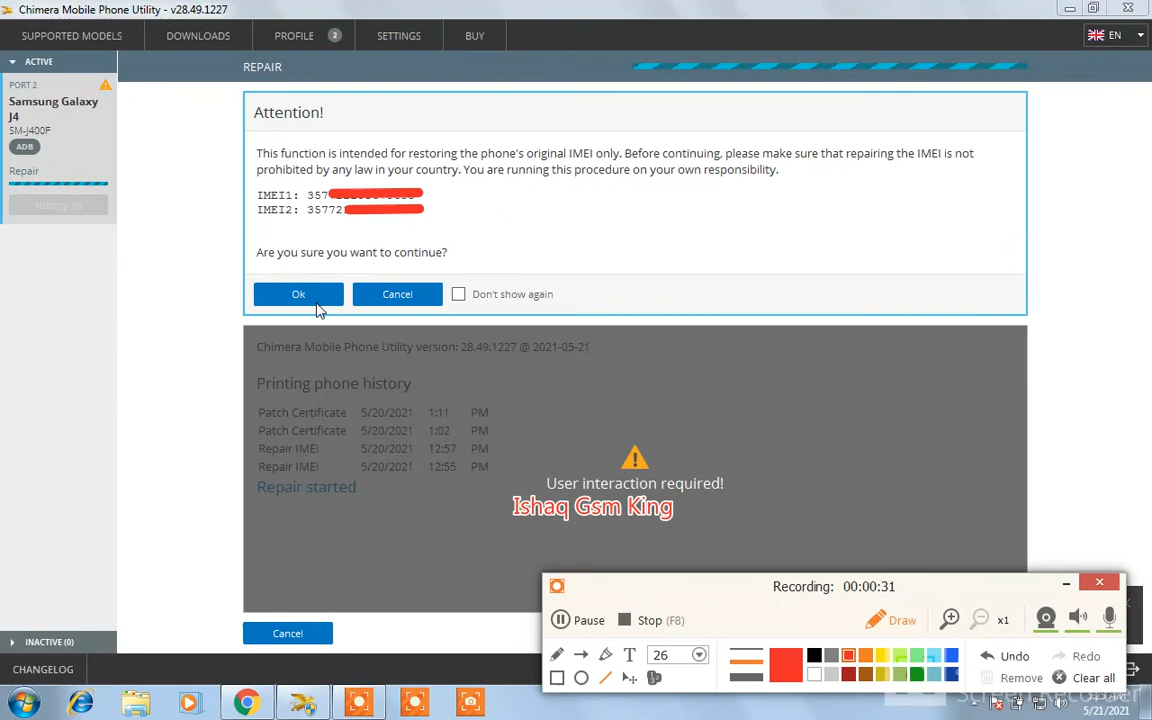 Chimera Mobile Phone Utility - v28.49.1227
SUPPORTED MODELS DOWNLOADS PROFILE 2 SETTINGS BUY EN
ACTIVE
REPAIR
PORT 2
Samsung Galaxy
J4
SM-J400F
ADB
Repair
History (0)
Attention!
This function is intended for restoring the phone's original IMEI only. Before continuing, please make sure that repairing the IMEI is not
prohibited by any law in your country. You are running this procedure on your own responsibility.
IMEI1: 357
IMEI2: 35772
Are you sure you want to continue?
Ok Cancel Don't show again
Chimera Mobile Phone Utility version: 28.49.1227 @ 2021-05-21
Printing phone history
Patch Certificate 5/20/2021 1:11 PM
Patch Certificate 5/20/2021 1:02 PM
Repair IMEI 5/20/2021 12:57 PM
Repair IMEI 5/20/2021 12:55 PM
Repair started
User interaction required!
Ishaq Gsm King
Cancel
Recording: 00:00:31
Pause Stop (F8) Draw x1
T 26 Undo Redo
Remove Clear all
INACTIVE (0)
CHANGELOG
5/21/2021